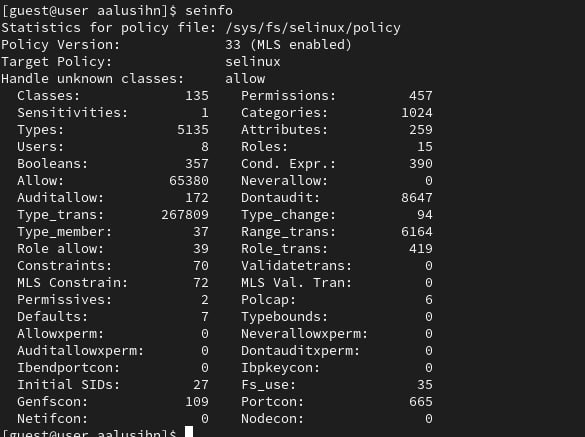 [guest@user aalusihn]$ seinfo
Statistics for policy file: /sys/fs/selinux/policy
Policy Version:             33 (MLS enabled)
Target Policy:              selinux
Handle unknown classes:     allow
  Classes:             135    Permissions:         457
  Sensitivities:         1    Categories:         1024
  Types:              5135    Attributes:          259
  Users:                 8    Roles:                15
  Booleans:            357    Cond. Expr.:         390
  Allow:             65380    Neverallow:            0
  Auditallow:          172    Dontaudit:          8647
  Type_trans:       267809    Type_change:          94
  Type_member:          37    Range_trans:        6164
  Role allow:           39    Role_trans:          419
  Constraints:          70    Validatetrans:         0
  MLS Constrain:        72    MLS Val. Tran:         0
  Permissives:           2    Polcap:                6
  Defaults:              7    Typebounds:            0
  Allowxperm:            0    Neverallowxperm:       0
  Auditallowxperm:       0    Dontauditxperm:        0
  Ibendportcon:          0    Ibpkeycon:             0
  Initial SIDs:         27    Fs_use:               35
  Genfscon:            109    Portcon:             665
  Netifcon:              0    Nodecon:               0
[guest@user aalusihn]$